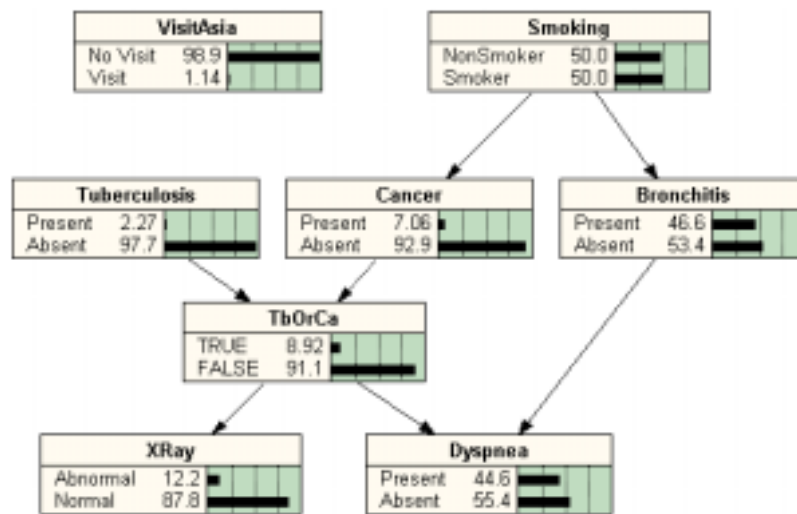 VisitAsia
No Visit 98.9
Visit 1.14
Smoking
NonSmoker 50.0
Smoker 50.0
Tuberculosis
Present 2.27
Absent 97.7
Cancer
Present 7.06
Absent 92.9
Bronchitis
Present 46.6
Absent 53.4
TbOrCa
TRUE 8.92
FALSE 91.1
XRay
Abnormal 12.2
Normal 87.8
Dyspnea
Present 44.6
Absent 55.4